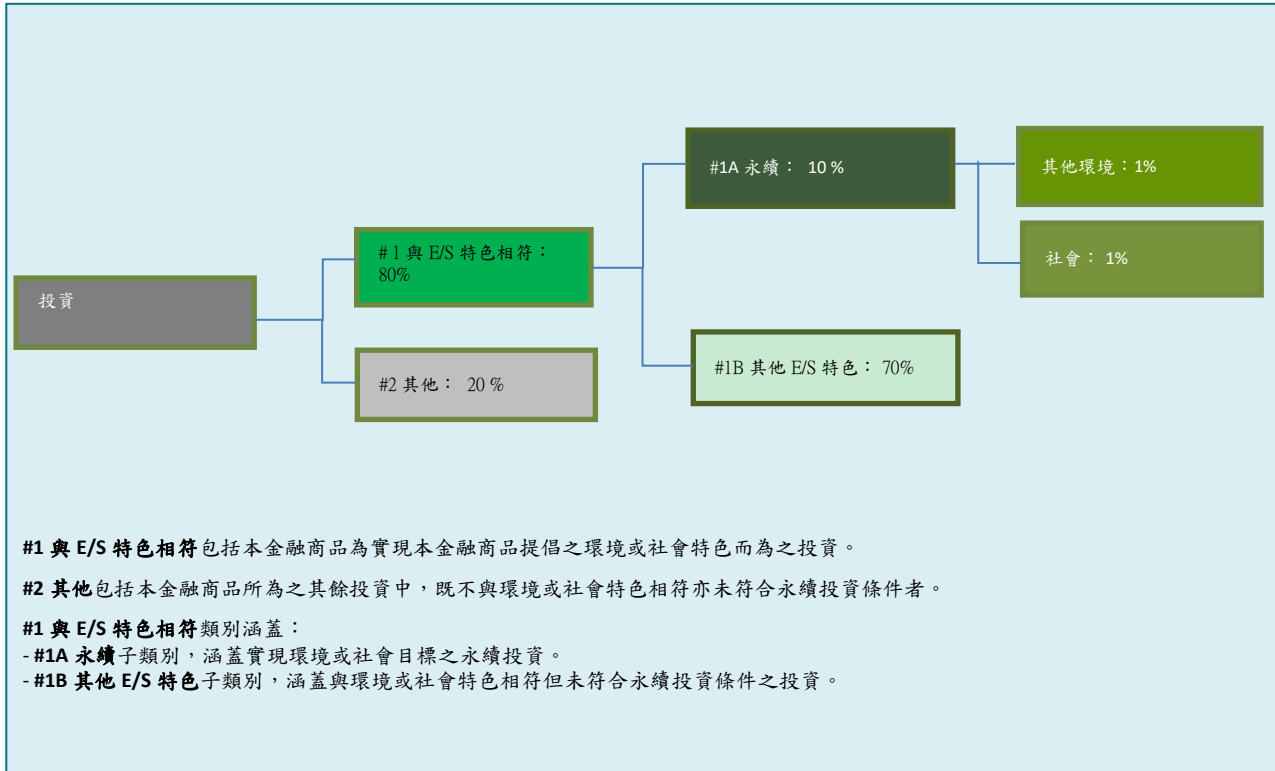 #1A 永續： 10 %
其他環境：1%
# 1 與 E/S 特色相符：
80%
社會： 1%
投資
#2 其他： 20 %
#1B 其他 E/S 特色： 70%
#1 與 E/S 特色相符包括本金融商品為實現本金融商品提倡之環境或社會特色而為之投資。
#2 其他包括本金融商品所為之其餘投資中，既不與環境或社會特色相符亦未符合永續投資條件者。
#1 與 E/S 特色相符類別涵蓋：
- #1A 永續子類別，涵蓋實現環境或社會目標之永續投資。
- #1B 其他 E/S 特色子類別，涵蓋與環境或社會特色相符但未符合永續投資條件之投資。